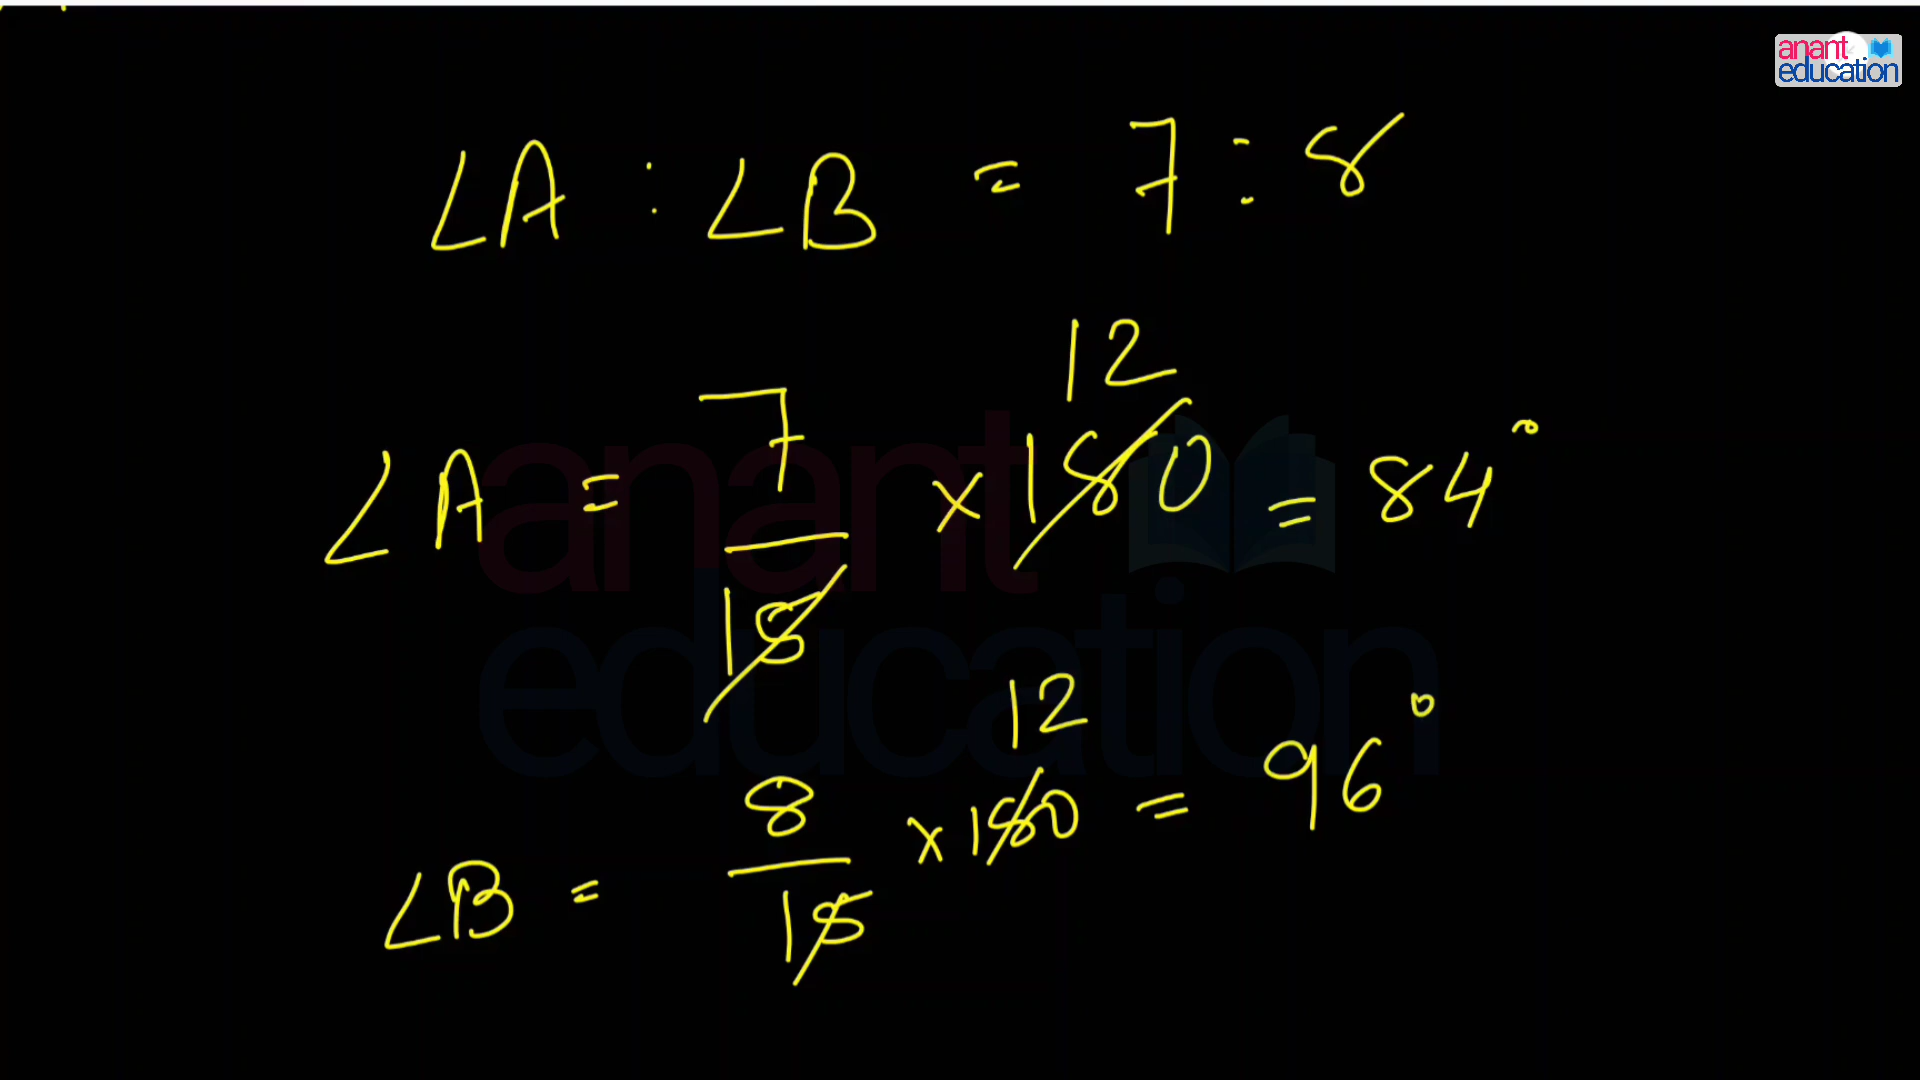 anant
education
∠A : ∠B = 7 : 8
12
∠A = 7/15 × 180 = 84°
12
∠B = 8/15 × 180 = 96°
anant
education